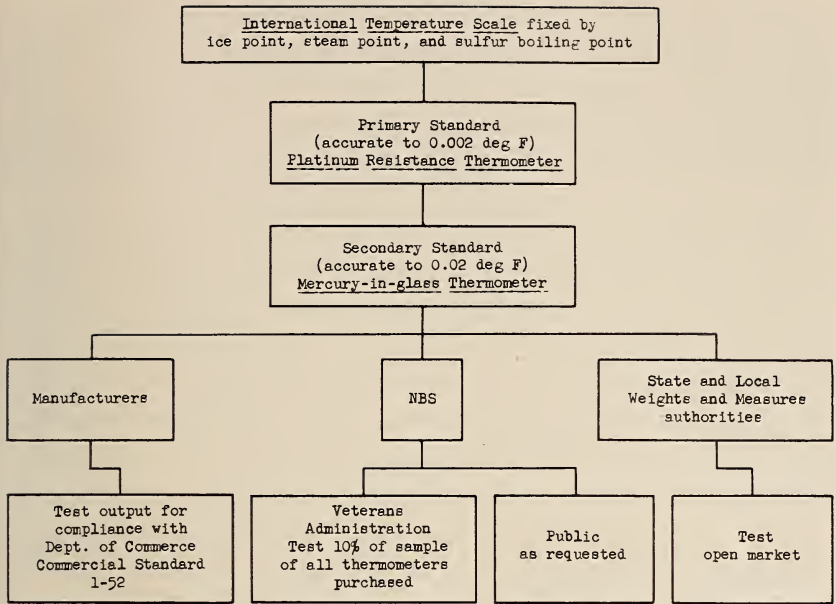 International Temperature Scale fixed by
ice point, steam point, and sulfur boiling point
Primary Standard
(accurate to 0.002 deg F)
Platinum Resistance Thermometer
Secondary Standard
(accurate to 0.02 deg F)
Mercury-in-glass Thermometer
Manufacturers
NBS
State and Local
Weights and Measures
authorities
Test output for
compliance with
Dept. of Commerce
Commercial Standard
1-52
Veterans
Administration
Test 10% of sample
of all thermometers
purchased
Public
as requested
Test
open market